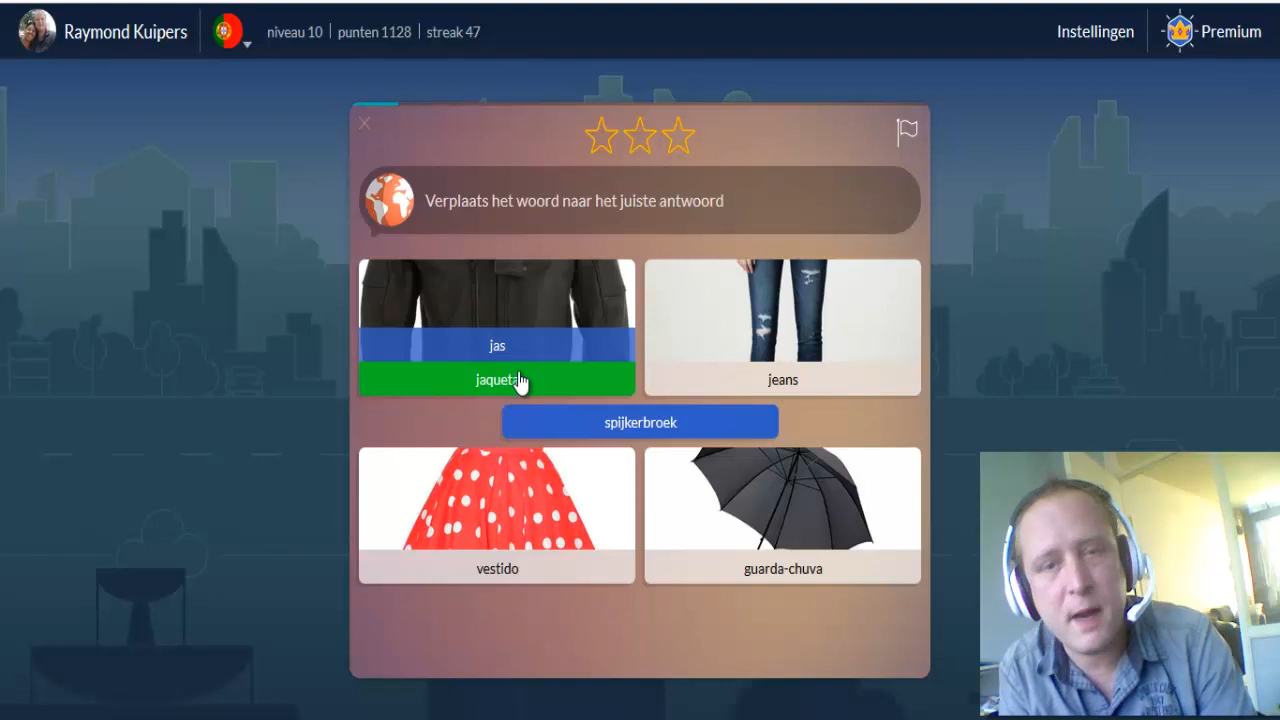 Raymond Kuipers
niveau 10 | punten 1128 | streak 47
Instellingen
Premium
Verplaats het woord naar het juiste antwoord
jas
jaqueta
jeans
spijkerbroek
vestido
guarda-chuva